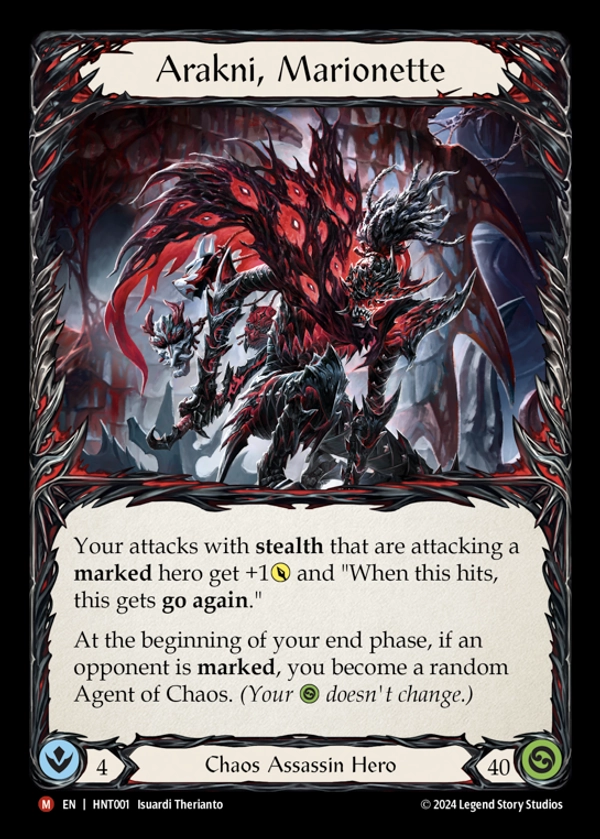 Arakni, Marionette
Your attacks with stealth that are attacking a
marked hero get +1 and "When this hits,
this gets go again."
At the beginning of your end phase, if an
opponent is marked, you become a random
Agent of Chaos. (Your doesn't change.)
4
Chaos Assassin Hero
40
M EN | HNT001 Isuardi Therianto
© 2024 Legend Story Studios